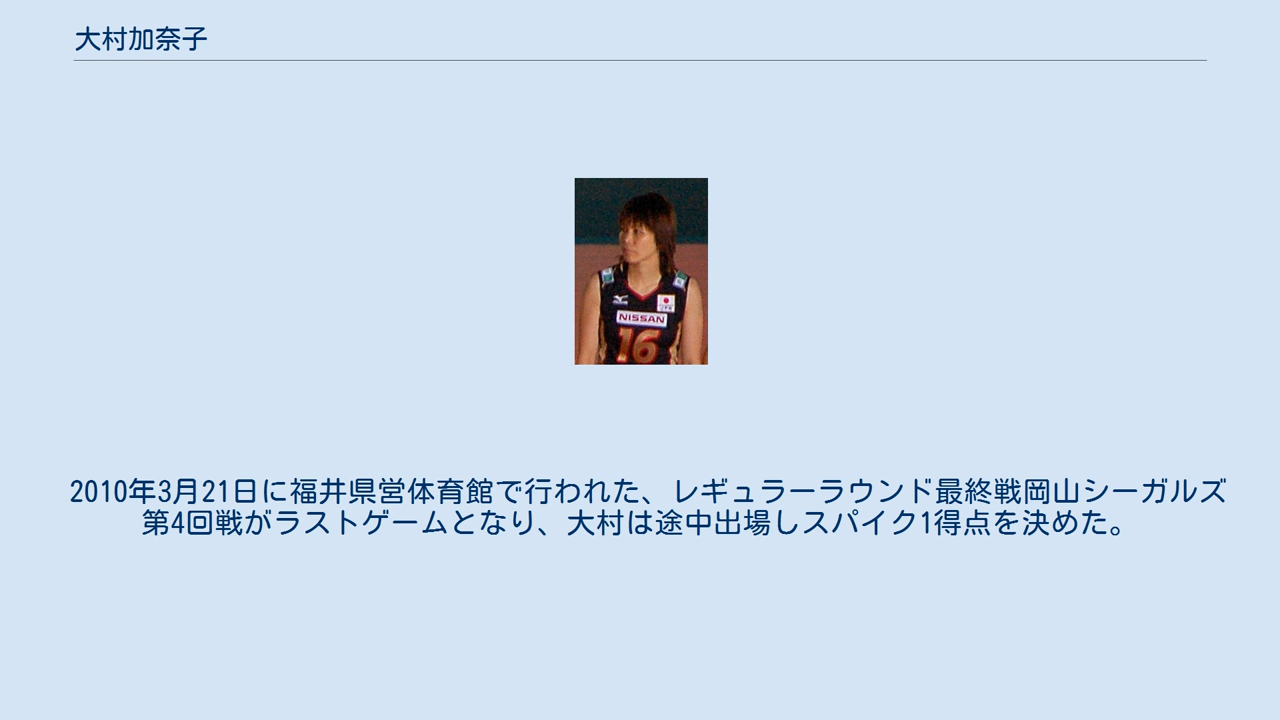 大村加奈子
NISSAN
16
2010年3月21日に福井県営体育館で行われた、レギュラーラウンド最終戦岡山シーガルズ
第4回戦がラストゲームとなり、大村は途中出場しスパイク1得点を決めた。